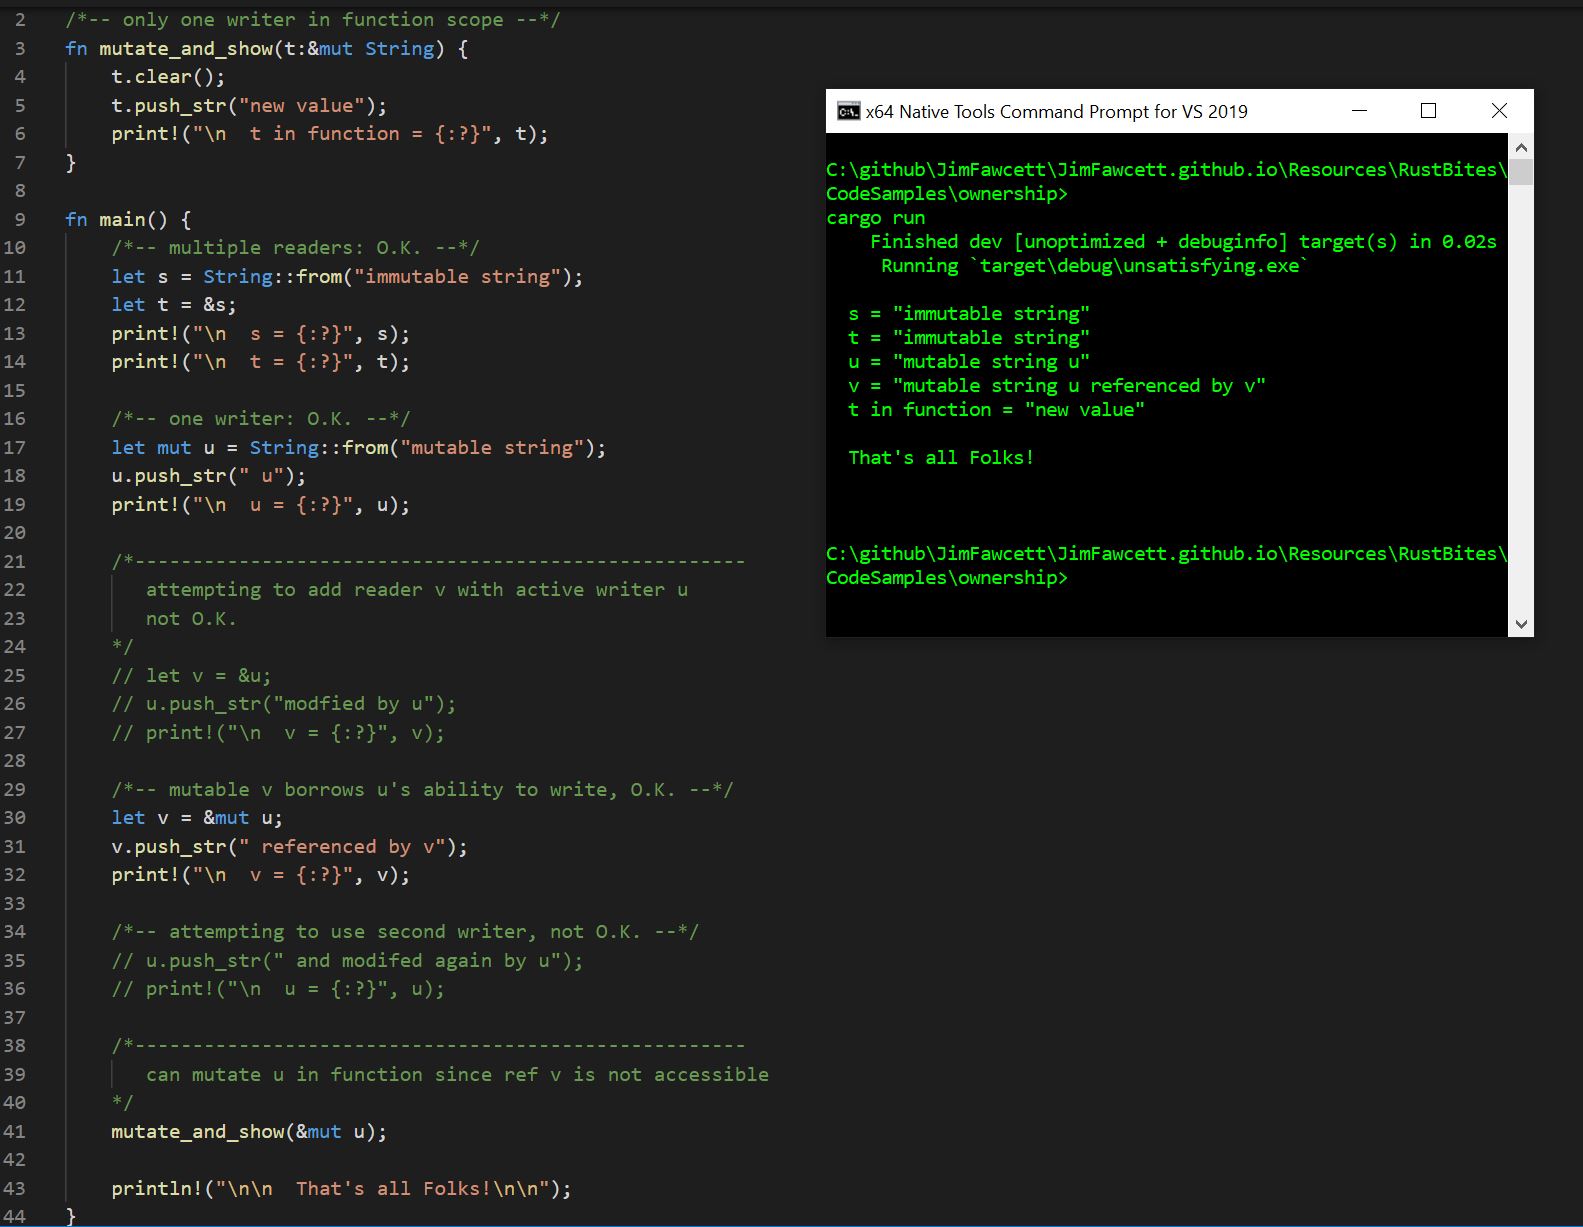 2 /*-- only one writer in function scope --*/
3 fn mutate_and_show(t:&mut String) {
4     t.clear();
5     t.push_str("new value");
6     print!("\n  t in function = {:?}", t);
7 }
8
9 fn main() {
10     /*-- multiple readers: O.K. --*/
11     let s = String::from("immutable string");
12     let t = &s;
13     print!("\n  s = {:?}", s);
14     print!("\n  t = {:?}", t);
15
16     /*-- one writer: O.K. --*/
17     let mut u = String::from("mutable string");
18     u.push_str(" u");
19     print!("\n  u = {:?}", u);
20
21     /*-----------------------------------------------------
22        attempting to add reader v with active writer u
23        not O.K.
24     */
25     // let v = &u;
26     // u.push_str("modfied by u");
27     // print!("\n  v = {:?}", v);
28
29     /*-- mutable v borrows u's ability to write, O.K. --*/
30     let v = &mut u;
31     v.push_str(" referenced by v");
32     print!("\n  v = {:?}", v);
33
34     /*-- attempting to use second writer, not O.K. --*/
35     // u.push_str(" and modifed again by u");
36     // print!("\n  u = {:?}", u);
37
38     /*-----------------------------------------------------
39        can mutate u in function since ref v is not accessible
40     */
41     mutate_and_show(&mut u);
42
43     println!("\n\n  That's all Folks!\n\n");
44 }
C:\. x64 Native Tools Command Prompt for VS 2019
C:\github\JimFawcett\JimFawcett.github.io\Resources\RustBites\
CodeSamples\ownership>
cargo run
    Finished dev [unoptimized + debuginfo] target(s) in 0.02s
     Running `target\debug\unsatisfying.exe`
  s = "immutable string"
  t = "immutable string"
  u = "mutable string u"
  v = "mutable string u referenced by v"
  t in function = "new value"
  That's all Folks!
C:\github\JimFawcett\JimFawcett.github.io\Resources\RustBites\
CodeSamples\ownership>